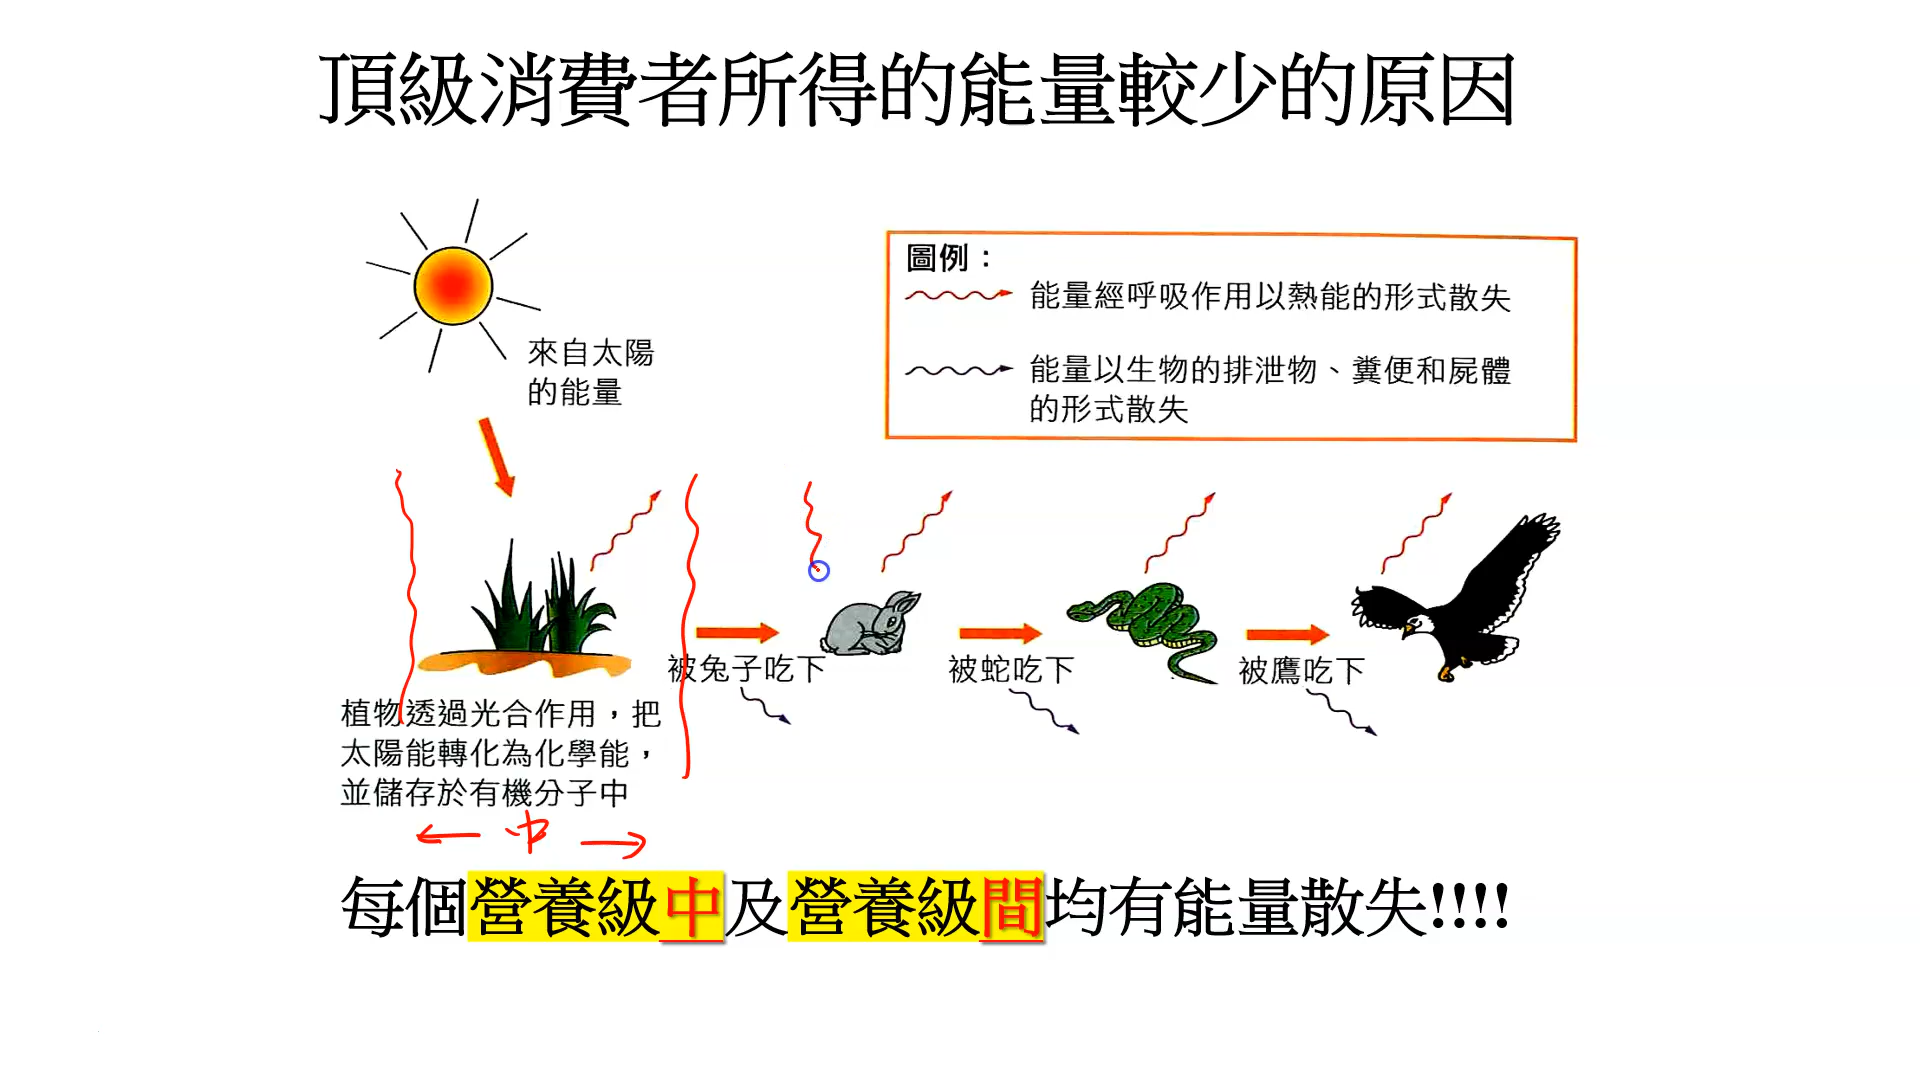 頂級消費者所得的能量較少的原因
圖例：
能量經呼吸作用以熱能的形式散失
能量以生物的排泄物、糞便和屍體
的形式散失
來自太陽
的能量
被兔子吃下
被蛇吃下
被鷹吃下
植物透過光合作用，把
太陽能轉化為化學能，
並儲存於有機分子中
中
每個營養級中及營養級間均有能量散失!!!!